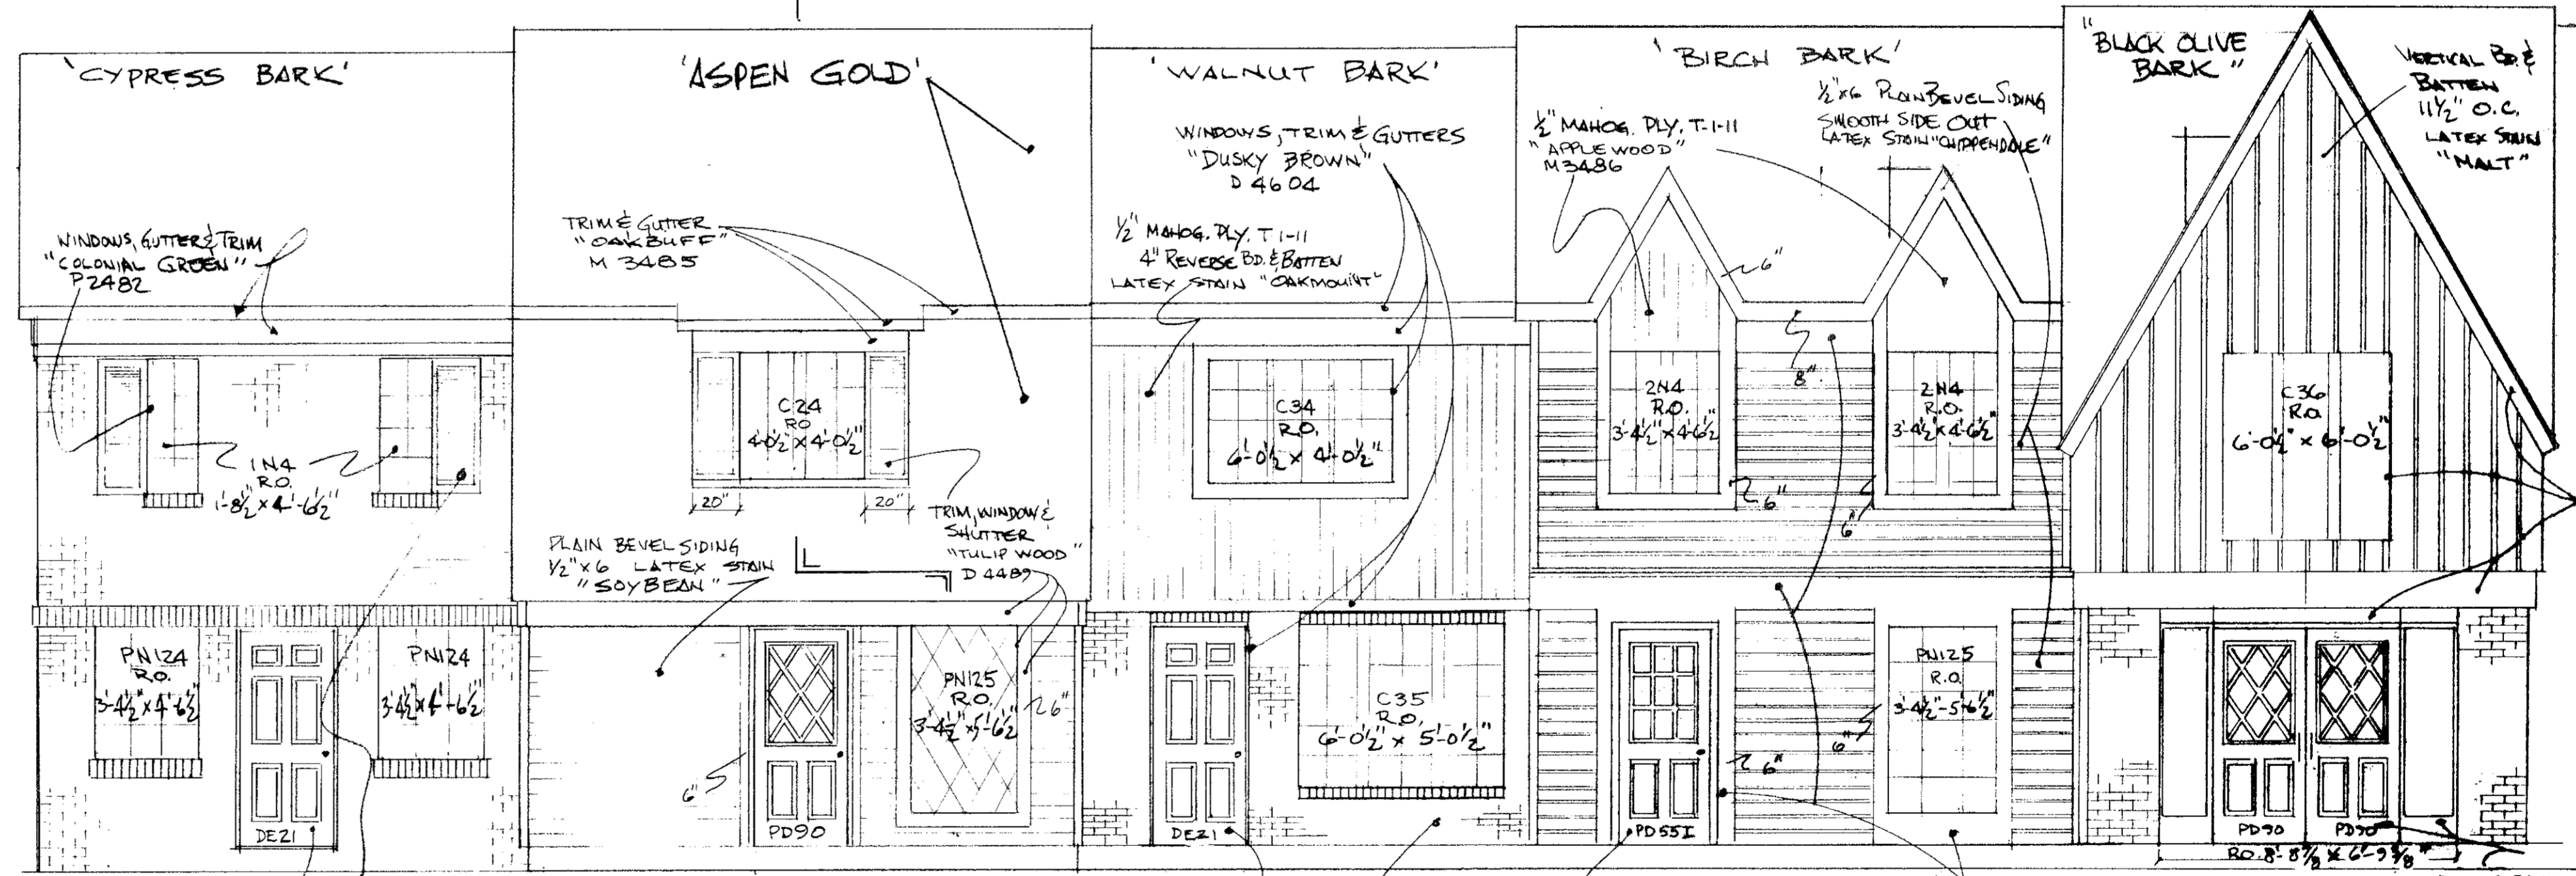 'CYPRESS BARK'
WINDOWS, GUTTER & TRIM
"COLONIAL GREEN"
P2482
1N4
R.O.
1'-8½" x 4'-6½"
PN124
R.O.
3'-4½" x 4'-6½"
DE21
PN124
3'-4½" x 4'-6½"
'ASPEN GOLD'
TRIM & GUTTER
"OAKBUFF"
M 3485
C24
RO
4'-0½" x 4'-0½"
20"
20"
PLAIN BEVEL SIDING
½" x 6 LATEX STAIN
"SOYBEAN"
TRIM, WINDOW &
SHUTTER
"TULIP WOOD"
D 4489
6"
PD90
PN125
R.O.
3'-4½" x 5'-6½"
6"
'WALNUT BARK'
WINDOWS, TRIM & GUTTERS
"DUSKY BROWN"
D 4604
½" MAHOG. PLY. T 1-11
4" REVERSE BD. & BATTEN
LATEX STAIN "OAKMOUNT"
C34
R.O.
6'-0½" x 4'-0½"
DE21
C35
R.O.
6'-0½" x 5'-0½"
'BIRCH BARK'
½" MAHOG. PLY. T-1-11
"APPLEWOOD"
M3486
½" x 6 PLAIN BEVEL SIDING
SMOOTH SIDE OUT
LATEX STAIN "CHIPPENDALE"
6"
8"
2N4
R.O.
3'-4½" x 4'-6½"
6"
2N4
R.O.
3'-4½" x 4'-6½"
6"
PD55I
6"
PN125
R.O.
3'-4½"-5'-6½"
6"
"BLACK OLIVE
BARK"
VERTICAL BD. &
BATTEN
11½" O.C.
LATEX STAIN
"MALT"
C36
R.O.
6'-0½" x 6'-0½"
PD90
PD90
RO. 8'-8⅞ x 6'-9⅜"